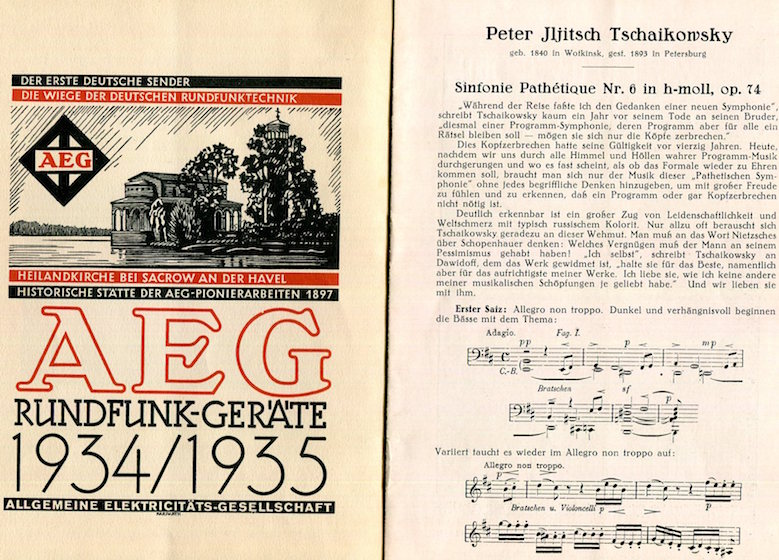 DER ERSTE DEUTSCHE SENDER
DIE WIEGE DER DEUTSCHEN RUNDFUNKTECHNIK
AEG
HEILANDKIRCHE BEI SACROW AN DER HAVEL
HISTORISCHE STÄTTE DER AEG-PIONIERARBEITEN 1897
AEG
RUNDFUNK-GERÄTE
1934/1935
ALLGEMEINE ELEKTRICITÄTS-GESELLSCHAFT
Peter Jljitsch Tschaikowsky
geb. 1840 in Wotkinsk, gest. 1893 in Petersburg
Sinfonie Pathétique Nr. 6 in h-moll, op. 74
„Während der Reise faßte ich den Gedanken einer neuen Symphonie",
schreibt Tschaikowsky kaum ein Jahr vor seinem Tode an seinen Bruder,
„diesmal einer Programm-Symphonie, deren Programm aber für alle ein
Rätsel bleiben soll — mögen sie sich nur die Köpfe zerbrechen."
Dies Kopfzerbrechen hatte seine Gültigkeit vor vierzig Jahren. Heute,
nachdem wir uns durch alle Himmel und Höllen wahrer Programm-Musik
durchgerungen und wo es fast scheint, als ob das Formale wieder zu Ehren
kommen soll, braucht man sich nur der Musik dieser „Pathetischen Sym-
phonie" ohne jedes begriffliche Denken hinzugeben, um mit großer Freude
zu fühlen und zu erkennen, daß ein Programm oder gar Kopfzerbrechen
nicht nötig ist.
Deutlich erkennbar ist ein großer Zug von Leidenschaftlichkeit und
Weltschmerz mit typisch russischem Kolorit. Nur allzu oft berauscht sich
Tschaikowsky geradezu an dieser Wehmut. Man muß an das Wort Nietzsches
über Schopenhauer denken: Welches Vergnügen muß der Mann an seinem
Pessimismus gehabt haben! „Ich selbst", schreibt Tschaikowsky an
Dawidoff, dem das Werk gewidmet ist, „halte sie für das Beste, namentlich
aber für das aufrichtigste meiner Werke. Ich liebe sie, wie ich keine andere
meiner musikalischen Schöpfungen je geliebt habe." Und wir lieben sie
mit ihm.
Erster Satz: Allegro non troppo. Dunkel und verhängnisvoll beginnen
die Bässe mit dem Thema:
Adagio. Fag. I.
pp p mp
C.-B.
Bratschen sf
p
Variiert taucht es wieder im Allegro non troppo auf:
Allegro non troppo.
p p
Bratschen u. Violoncelli p